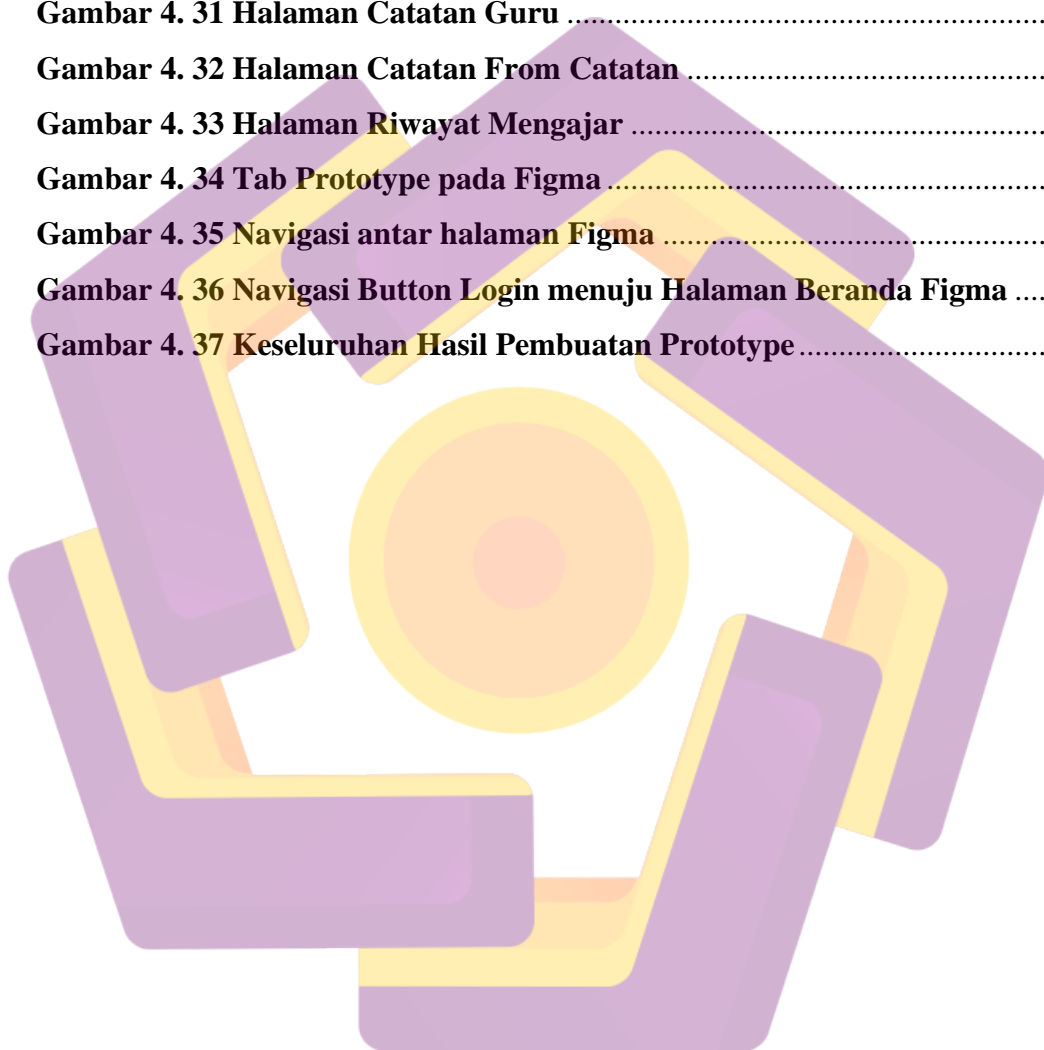 Gambar 4. 31 Halaman Catatan Guru ....................................................................................
Gambar 4. 32 Halaman Catatan From Catatan ................................................................
Gambar 4. 33 Halaman Riwayat Mengajar .........................................................................
Gambar 4. 34 Tab Prototype pada Figma .............................................................................
Gambar 4. 35 Navigasi antar halaman Figma ....................................................................
Gambar 4. 36 Navigasi Button Login menuju Halaman Beranda Figma ....
Gambar 4. 37 Keseluruhan Hasil Pembuatan Prototype ...........................................